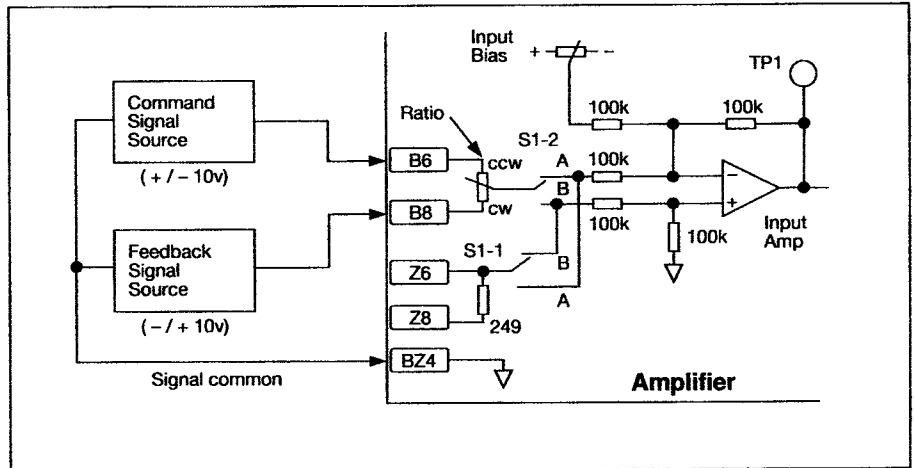 Input
Bias
+
-
TP1
Command
Signal
Source
(+/- 10v)
Ratio
100k
100k
S1-2
B6
ccw
A
100k
-
B
B8
cw
100k
+
Input
Amp
Feedback
Signal
Source
(-/+ 10v)
S1-1
100k
Z6
B
A
Z8
249
BZ4
Signal common
Amplifier